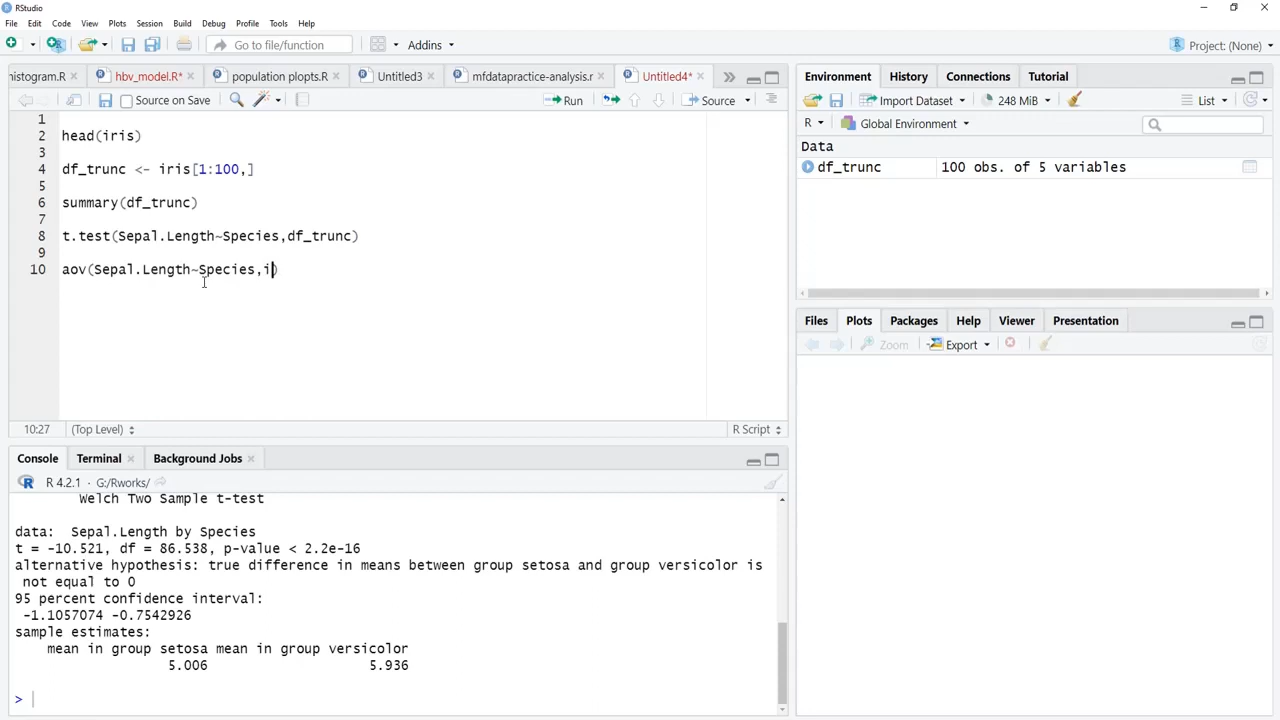 RStudio
File Edit Code View Plots Session Build Debug Profile Tools Help
Go to file/function Addins Project: (None)
histogram.R hbv_model.R* population plopts.R Untitled3 mfdatapractice-analysis.r Untitled4*
Source on Save Run Source
1
2 head(iris)
3
4 df_trunc <- iris[1:100,]
5
6 summary(df_trunc)
7
8 t.test(Sepal.Length~Species,df_trunc)
9
10 aov(Sepal.Length~Species,i)
10:27 (Top Level) R Script
Console Terminal Background Jobs
R 4.2.1 · G:/Rworks/
Welch Two Sample t-test
data: Sepal.Length by Species
t = -10.521, df = 86.538, p-value < 2.2e-16
alternative hypothesis: true difference in means between group setosa and group versicolor is
not equal to 0
95 percent confidence interval:
-1.1057074 -0.7542926
sample estimates:
mean in group setosa mean in group versicolor
5.006 5.936
>
Environment History Connections Tutorial
Import Dataset 248 MiB List
R Global Environment
Data
df_trunc 100 obs. of 5 variables
Files Plots Packages Help Viewer Presentation
Zoom Export